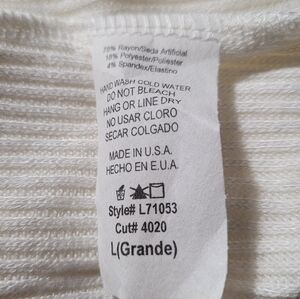 78% Rayon/Seda Artificial
18% Polyester/Poliester
4% Spandex/Elastino
HAND WASH COLD WATER
DO NOT BLEACH
HANG OR LINE DRY
NO USAR CLORO
SECAR COLGADO
MADE IN U.S.A.
HECHO EN E.U.A.
Style# L71053
Cut# 4020
L(Grande)